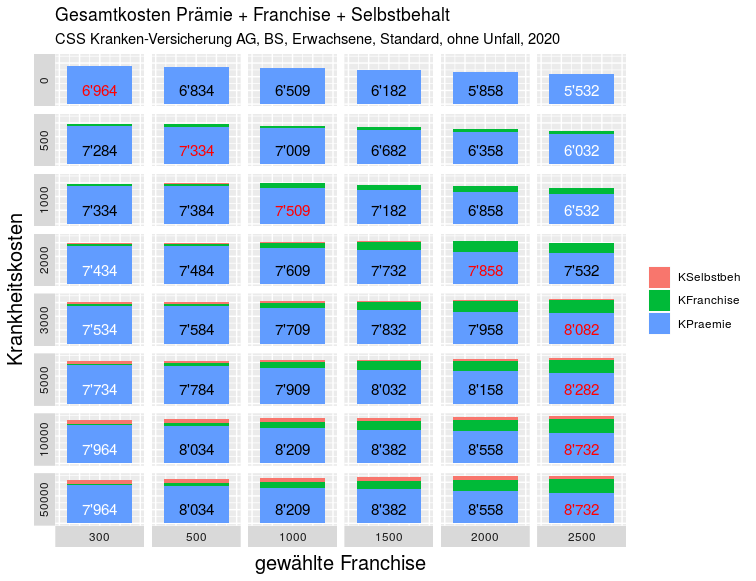 Gesamtkosten Prämie + Franchise + Selbstbehalt
CSS Kranken-Versicherung AG, BS, Erwachsene, Standard, ohne Unfall, 2020
Krankheitskosten
0
6'964 6'834 6'509 6'182 5'858 5'532
500
7'284 7'334 7'009 6'682 6'358 6'032
1000
7'334 7'384 7'509 7'182 6'858 6'532
2000
7'434 7'484 7'609 7'732 7'858 7'532
3000
7'534 7'584 7'709 7'832 7'958 8'082
5000
7'734 7'784 7'909 8'032 8'158 8'282
10000
7'964 8'034 8'209 8'382 8'558 8'732
50000
7'964 8'034 8'209 8'382 8'558 8'732
300 500 1000 1500 2000 2500
gewählte Franchise
KSelbstbeh
KFranchise
KPraemie